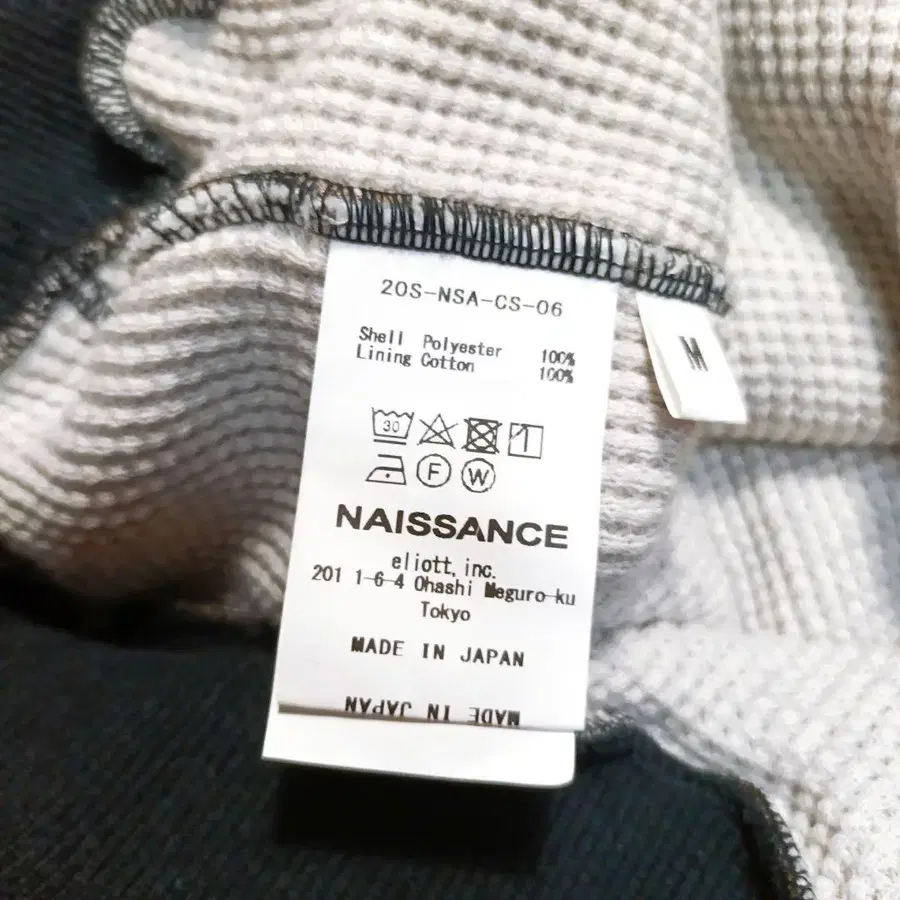 20S-NSA-CS-06
Shell Polyester 100%
Lining Cotton 100%
30
F W
NAISSANCE
eliott, inc.
201 1-6-4 Ohashi Meguro-ku
Tokyo
MADE IN JAPAN
MADE IN JAPAN
M